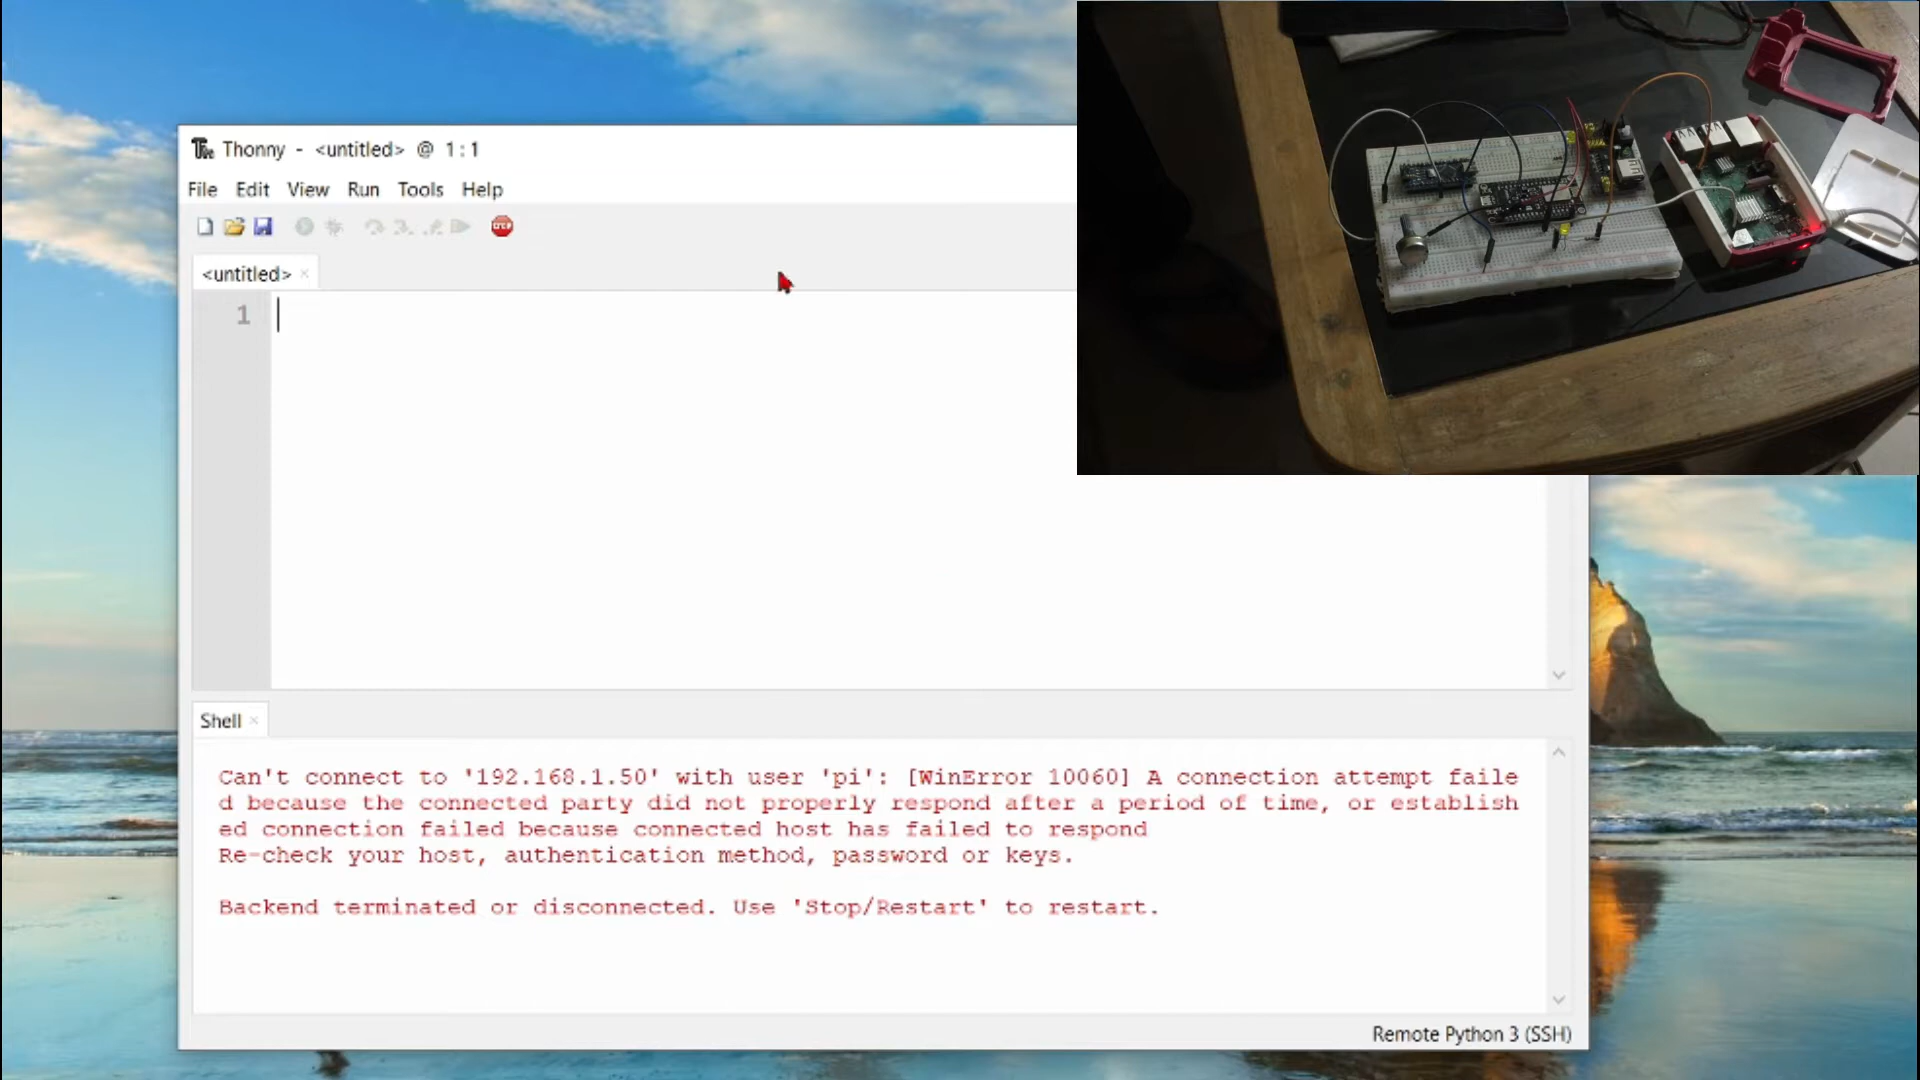 Thonny - <untitled> @ 1:1
File Edit View Run Tools Help
<untitled> ×
1
Shell ×
Can't connect to '192.168.1.50' with user 'pi': [WinError 10060] A connection attempt faile
d because the connected party did not properly respond after a period of time, or establish
ed connection failed because connected host has failed to respond
Re-check your host, authentication method, password or keys.
Backend terminated or disconnected. Use 'Stop/Restart' to restart.
Remote Python 3 (SSH)